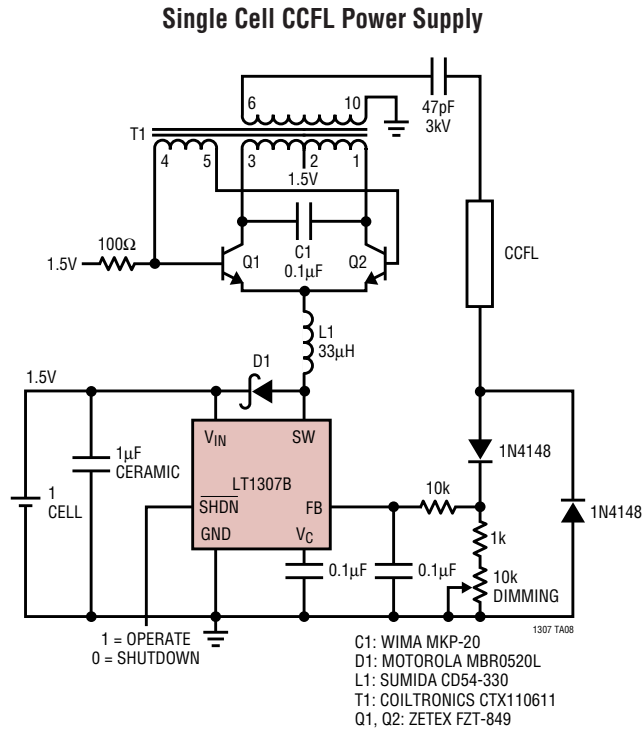 Single Cell CCFL Power Supply
6
10
47pF
3kV
T1
4
5
3
2
1
1.5V
CCFL
100Ω
1.5V
Q1
C1
0.1µF
Q2
L1
33µH
1.5V
D1
1µF
CERAMIC
VIN
SW
1N4148
LT1307B
1
CELL
SHDN
FB
10k
1N4148
GND
VC
1k
0.1µF
0.1µF
10k
DIMMING
1307 TA08
1 = OPERATE
0 = SHUTDOWN
C1: WIMA MKP-20
D1: MOTOROLA MBR0520L
L1: SUMIDA CD54-330
T1: COILTRONICS CTX110611
Q1, Q2: ZETEX FZT-849